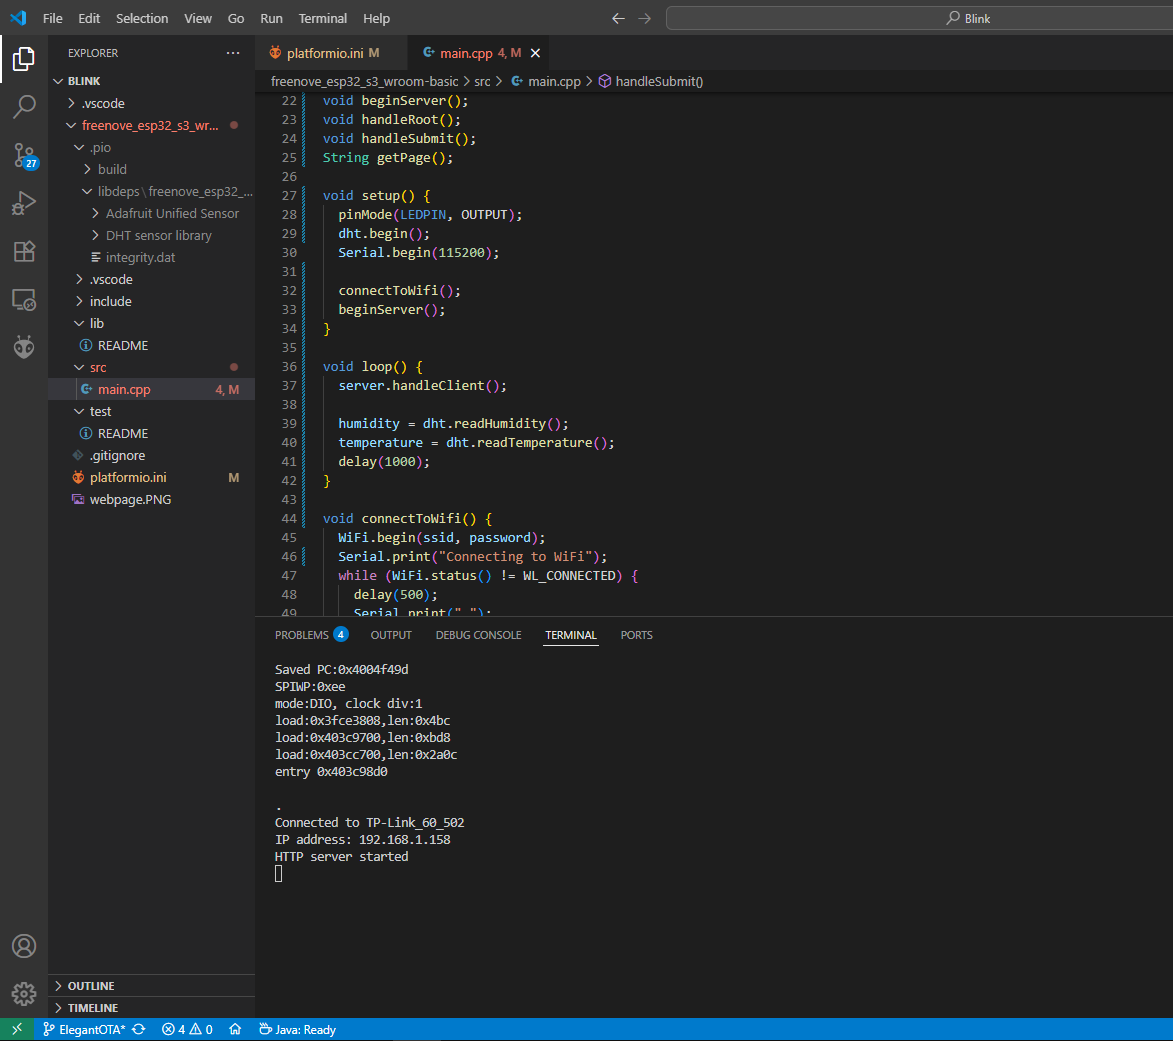 File Edit Selection View Go Run Terminal Help
Blink
EXPLORER
BLINK
.vscode
freenove_esp32_s3_wr...
.pio
build
libdeps\freenove_esp32_...
Adafruit Unified Sensor
DHT sensor library
integrity.dat
.vscode
include
lib
README
src
main.cpp 4, M
test
README
.gitignore
platformio.ini M
webpage.PNG
OUTLINE
TIMELINE
27
platformio.ini M
main.cpp 4, M
freenove_esp32_s3_wroom-basic > src > main.cpp > handleSubmit()
22 void beginServer();
23 void handleRoot();
24 void handleSubmit();
25 String getPage();
26
27 void setup() {
28 pinMode(LEDPIN, OUTPUT);
29 dht.begin();
30 Serial.begin(115200);
31
32 connectToWifi();
33 beginServer();
34 }
35
36 void loop() {
37 server.handleClient();
38
39 humidity = dht.readHumidity();
40 temperature = dht.readTemperature();
41 delay(1000);
42 }
43
44 void connectToWifi() {
45 WiFi.begin(ssid, password);
46 Serial.print("Connecting to WiFi");
47 while (WiFi.status() != WL_CONNECTED) {
48 delay(500);
49 Serial.print(".");
PROBLEMS 4 OUTPUT DEBUG CONSOLE TERMINAL PORTS
Saved PC:0x4004f49d
SPIWP:0xee
mode:DIO, clock div:1
load:0x3fce3808,len:0x4bc
load:0x403c9700,len:0xbd8
load:0x403cc700,len:0x2a0c
entry 0x403c98d0
.
Connected to TP-Link_60_502
IP address: 192.168.1.158
HTTP server started
ElegantOTA* 4 0 Java: Ready